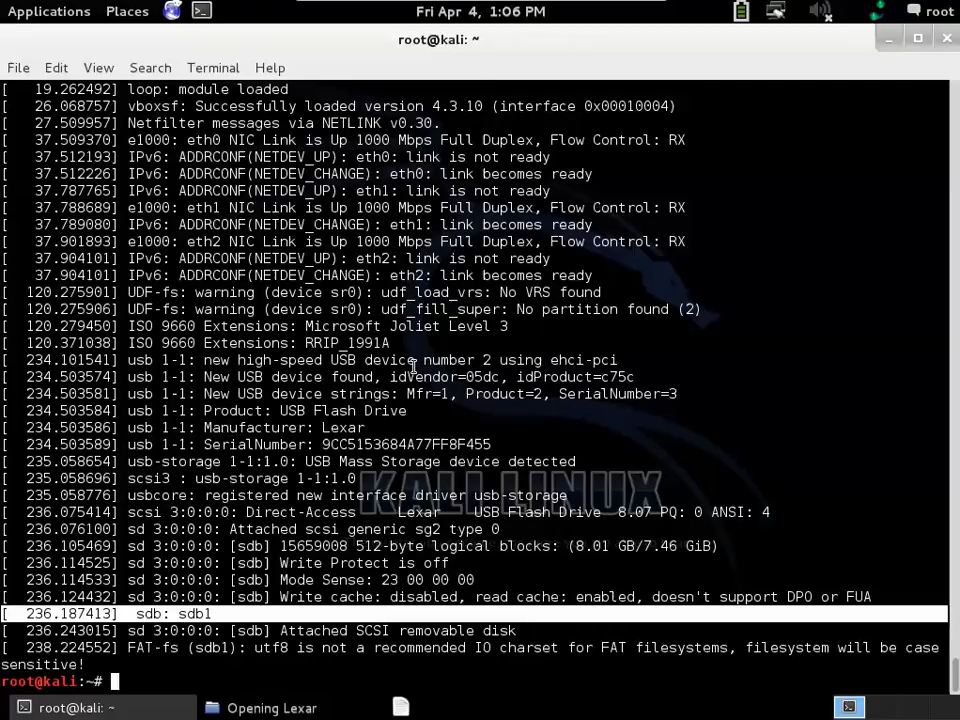 Applications Places Fri Apr 4, 1:06 PM root
root@kali: ~
File Edit View Search Terminal Help
[ 19.262492] loop: module loaded
[ 26.068757] vboxsf: Successfully loaded version 4.3.10 (interface 0x00010004)
[ 27.509957] Netfilter messages via NETLINK v0.30.
[ 37.509370] e1000: eth0 NIC Link is Up 1000 Mbps Full Duplex, Flow Control: RX
[ 37.512193] IPv6: ADDRCONF(NETDEV_UP): eth0: link is not ready
[ 37.512226] IPv6: ADDRCONF(NETDEV_CHANGE): eth0: link becomes ready
[ 37.787765] IPv6: ADDRCONF(NETDEV_UP): eth1: link is not ready
[ 37.788689] e1000: eth1 NIC Link is Up 1000 Mbps Full Duplex, Flow Control: RX
[ 37.789080] IPv6: ADDRCONF(NETDEV_CHANGE): eth1: link becomes ready
[ 37.901893] e1000: eth2 NIC Link is Up 1000 Mbps Full Duplex, Flow Control: RX
[ 37.904101] IPv6: ADDRCONF(NETDEV_UP): eth2: link is not ready
[ 37.904101] IPv6: ADDRCONF(NETDEV_CHANGE): eth2: link becomes ready
[ 120.275901] UDF-fs: warning (device sr0): udf_load_vrs: No VRS found
[ 120.275906] UDF-fs: warning (device sr0): udf_fill_super: No partition found (2)
[ 120.279450] ISO 9660 Extensions: Microsoft Joliet Level 3
[ 120.371038] ISO 9660 Extensions: RRIP_1991A
[ 234.101541] usb 1-1: new high-speed USB device number 2 using ehci-pci
[ 234.503574] usb 1-1: New USB device found, idVendor=05dc, idProduct=c75c
[ 234.503581] usb 1-1: New USB device strings: Mfr=1, Product=2, SerialNumber=3
[ 234.503584] usb 1-1: Product: USB Flash Drive
[ 234.503586] usb 1-1: Manufacturer: Lexar
[ 234.503589] usb 1-1: SerialNumber: 9CC5153684A77FF8F455
[ 235.058654] usb-storage 1-1:1.0: USB Mass Storage device detected
[ 235.058696] scsi3 : usb-storage 1-1:1.0
[ 235.058776] usbcore: registered new interface driver usb-storage
KALI LINUX
[ 236.075414] scsi 3:0:0:0: Direct-Access Lexar USB Flash Drive 8.07 PQ: 0 ANSI: 4
[ 236.076100] sd 3:0:0:0: Attached scsi generic sg2 type 0
[ 236.105469] sd 3:0:0:0: [sdb] 15659008 512-byte logical blocks: (8.01 GB/7.46 GiB)
[ 236.114525] sd 3:0:0:0: [sdb] Write Protect is off
[ 236.114533] sd 3:0:0:0: [sdb] Mode Sense: 23 00 00 00
[ 236.124432] sd 3:0:0:0: [sdb] Write cache: disabled, read cache: enabled, doesn't support DPO or FUA
[ 236.187413] sdb: sdb1
[ 236.243015] sd 3:0:0:0: [sdb] Attached SCSI removable disk
[ 238.224552] FAT-fs (sdb1): utf8 is not a recommended IO charset for FAT filesystems, filesystem will be case
sensitive!
root@kali:~#
root@kali: ~ Opening Lexar